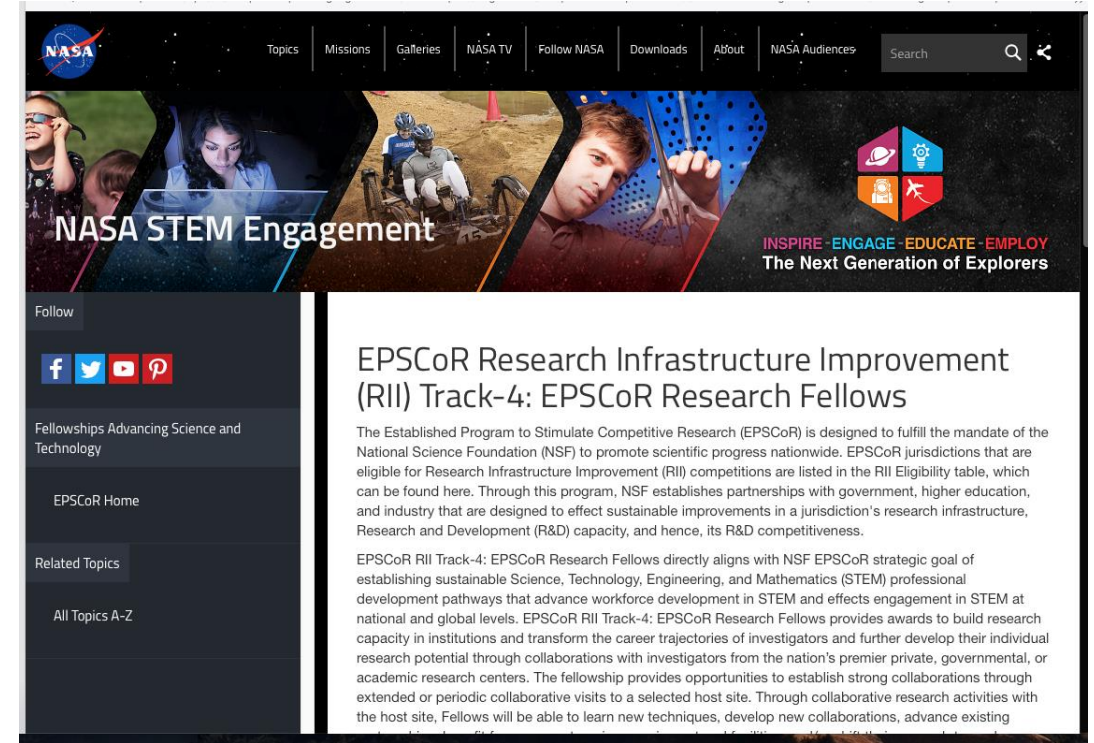 NASA
Topics
Missions
Galleries
NASA TV
Follow NASA
Downloads
About
NASA Audiences
Search
NASA STEM Engagement
INSPIRE - ENGAGE - EDUCATE - EMPLOY
The Next Generation of Explorers
Follow
Fellowships Advancing Science and
Technology
EPSCoR Home
Related Topics
All Topics A-Z
EPSCoR Research Infrastructure Improvement
(RII) Track-4: EPSCoR Research Fellows
The Established Program to Stimulate Competitive Research (EPSCoR) is designed to fulfill the mandate of the
National Science Foundation (NSF) to promote scientific progress nationwide. EPSCoR jurisdictions that are
eligible for Research Infrastructure Improvement (RII) competitions are listed in the RII Eligibility table, which
can be found here. Through this program, NSF establishes partnerships with government, higher education,
and industry that are designed to effect sustainable improvements in a jurisdiction's research infrastructure,
Research and Development (R&D) capacity, and hence, its R&D competitiveness.
EPSCoR RII Track-4: EPSCoR Research Fellows directly aligns with NSF EPSCoR strategic goal of
establishing sustainable Science, Technology, Engineering, and Mathematics (STEM) professional
development pathways that advance workforce development in STEM and effects engagement in STEM at
national and global levels. EPSCoR RII Track-4: EPSCoR Research Fellows provides awards to build research
capacity in institutions and transform the career trajectories of investigators and further develop their individual
research potential through collaborations with investigators from the nation's premier private, governmental, or
academic research centers. The fellowship provides opportunities to establish strong collaborations through
extended or periodic collaborative visits to a selected host site. Through collaborative research activities with
the host site, Fellows will be able to learn new techniques, develop new collaborations, advance existing